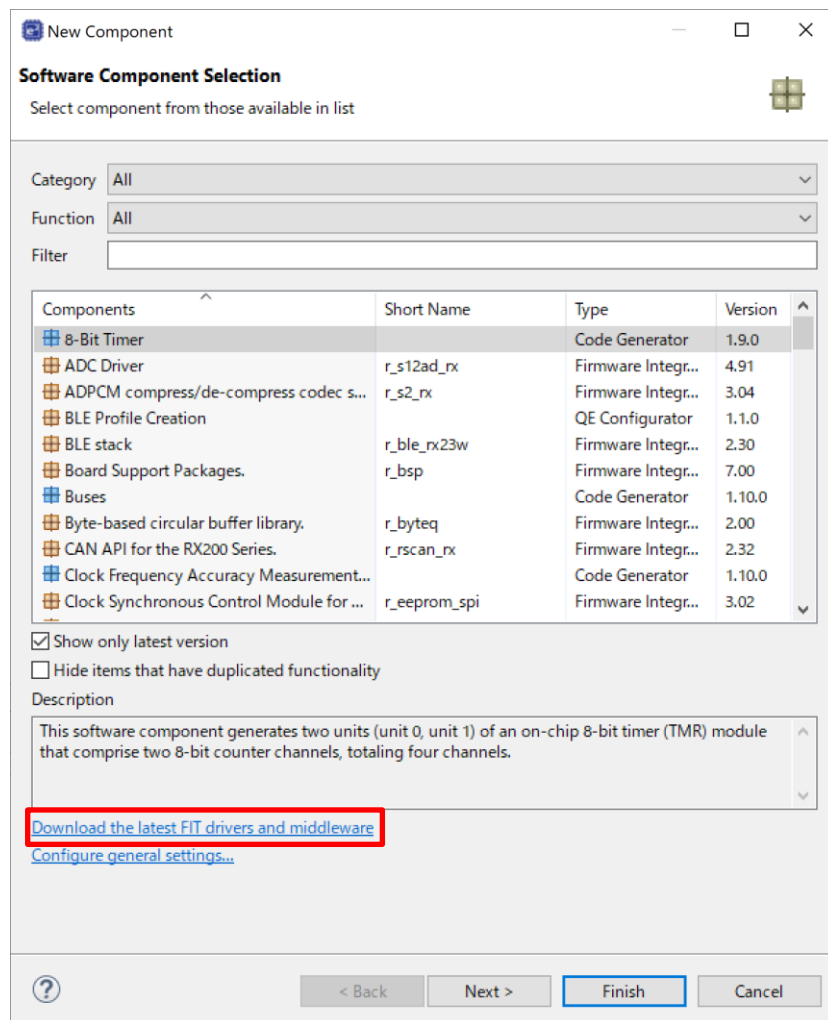 New Component
Software Component Selection
Select component from those available in list
Category All
Function All
Filter
Components Short Name Type Version
8-Bit Timer Code Generator 1.9.0
ADC Driver r_s12ad_rx Firmware Integr... 4.91
ADPCM compress/de-compress codec s... r_s2_rx Firmware Integr... 3.04
BLE Profile Creation QE Configurator 1.1.0
BLE stack r_ble_rx23w Firmware Integr... 2.30
Board Support Packages. r_bsp Firmware Integr... 7.00
Buses Code Generator 1.10.0
Byte-based circular buffer library. r_byteq Firmware Integr... 2.00
CAN API for the RX200 Series. r_rscan_rx Firmware Integr... 2.32
Clock Frequency Accuracy Measurement... Code Generator 1.10.0
Clock Synchronous Control Module for ... r_eeprom_spi Firmware Integr... 3.02
Show only latest version
Hide items that have duplicated functionality
Description
This software component generates two units (unit 0, unit 1) of an on-chip 8-bit timer (TMR) module
that comprise two 8-bit counter channels, totaling four channels.
Download the latest FIT drivers and middleware
Configure general settings...
? < Back Next > Finish Cancel